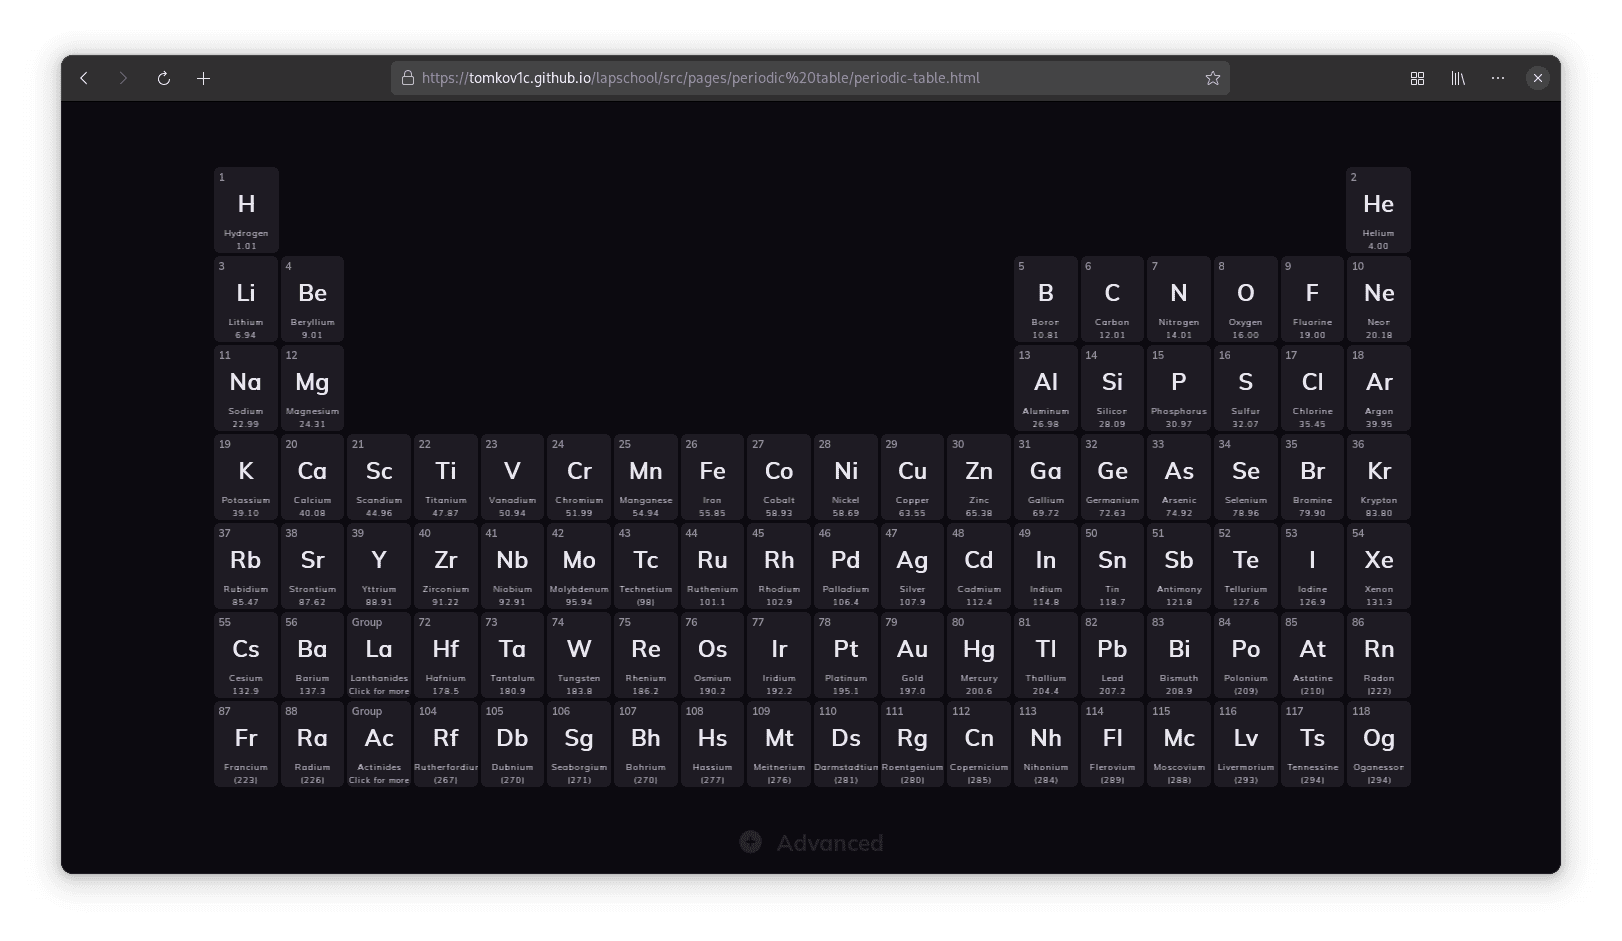 https://tomkov1c.github.io/lapschool/src/pages/periodic%20table/periodic-table.html
1 2
H He
Hydrogen Helium
1.01 4.00
3 4 5 6 7 8 9 10
Li Be B C N O F Ne
Lithium Beryllium Boron Carbon Nitrogen Oxygen Fluorine Neon
6.94 9.01 10.81 12.01 14.01 16.00 19.00 20.18
11 12 13 14 15 16 17 18
Na Mg Al Si P S Cl Ar
Sodium Magnesium Aluminum Silicon Phosphorus Sulfur Chlorine Argon
22.99 24.31 26.98 28.09 30.97 32.07 35.45 39.95
19 20 21 22 23 24 25 26 27 28 29 30 31 32 33 34 35 36
K Ca Sc Ti V Cr Mn Fe Co Ni Cu Zn Ga Ge As Se Br Kr
Potassium Calcium Scandium Titanium Vanadium Chromium Manganese Iron Cobalt Nickel Copper Zinc Gallium Germanium Arsenic Selenium Bromine Krypton
39.10 40.08 44.96 47.87 50.94 51.99 54.94 55.85 58.93 58.69 63.55 65.38 69.72 72.63 74.92 78.96 79.90 83.80
37 38 39 40 41 42 43 44 45 46 47 48 49 50 51 52 53 54
Rb Sr Y Zr Nb Mo Tc Ru Rh Pd Ag Cd In Sn Sb Te I Xe
Rubidium Strontium Yttrium Zirconium Niobium Molybdenum Technetium Ruthenium Rhodium Palladium Silver Cadmium Indium Tin Antimony Tellurium Iodine Xenon
85.47 87.62 88.91 91.22 92.91 95.94 (98) 101.1 102.9 106.4 107.9 112.4 114.8 118.7 121.8 127.6 126.9 131.3
55 56 Group 72 73 74 75 76 77 78 79 80 81 82 83 84 85 86
Cs Ba La Hf Ta W Re Os Ir Pt Au Hg Tl Pb Bi Po At Rn
Cesium Barium Lanthanides Hafnium Tantalum Tungsten Rhenium Osmium Iridium Platinum Gold Mercury Thallium Lead Bismuth Polonium Astatine Radon
132.9 137.3 Click for more 178.5 180.9 183.8 186.2 190.2 192.2 195.1 197.0 200.6 204.4 207.2 208.9 (209) (210) (222)
87 88 Group 104 105 106 107 108 109 110 111 112 113 114 115 116 117 118
Fr Ra Ac Rf Db Sg Bh Hs Mt Ds Rg Cn Nh Fl Mc Lv Ts Og
Francium Radium Actinides Rutherfordiur Dubnium Seaborgium Bohrium Hassium Meitnerium Darmstadtium Roentgenium Copernicium Nihonium Flerovium Moscovium Livermorium Tennessine Oganesson
(223) (226) Click for more (267) (270) (271) (270) (277) (276) (281) (280) (285) (284) (289) (288) (293) (294) (294)
Advanced